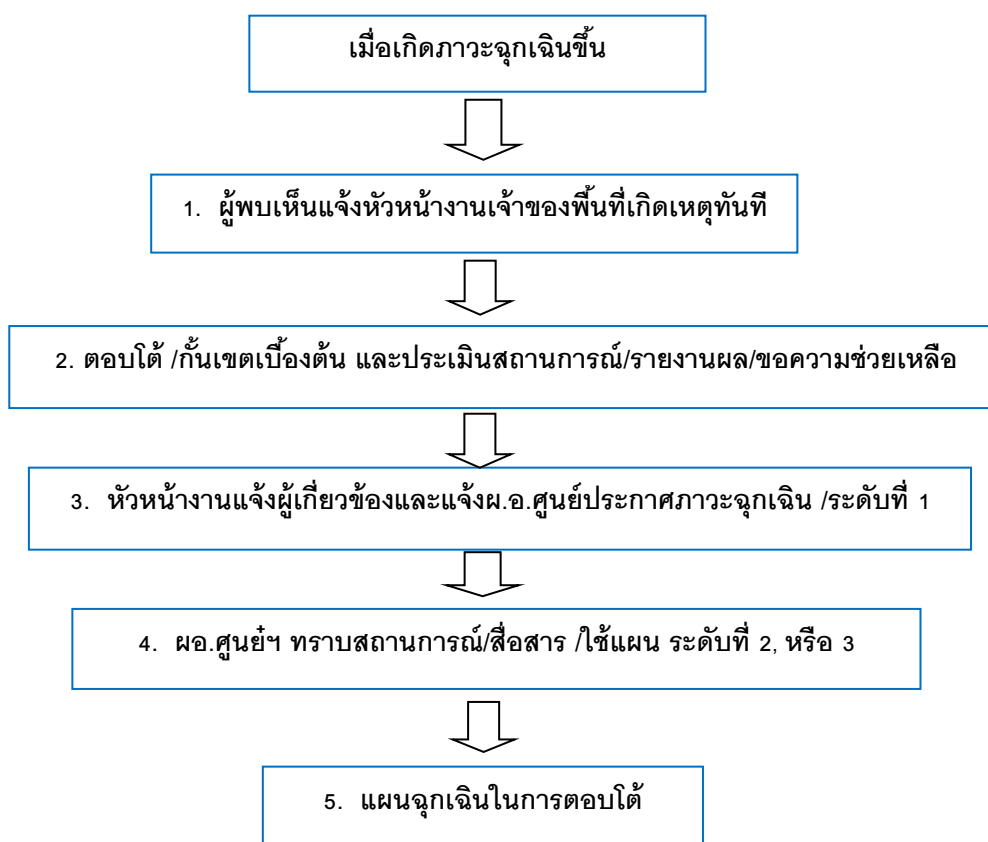 เมื่อเกิดภาวะฉุกเฉินขึ้น
1. ผู้พบเห็นแจ้งหัวหน้างานเจ้าของพื้นที่เกิดเหตุทันที
2. ตอบโต้ /กั้นเขตเบื้องต้น และประเมินสถานการณ์/รายงานผล/ขอความช่วยเหลือ
3. หัวหน้างานแจ้งผู้เกี่ยวข้องและแจ้งผ.อ.ศูนย์ประกาศภาวะฉุกเฉิน /ระดับที่ 1
4. ผอ.ศูนย๋ฯ ทราบสถานการณ์/สื่อสาร /ใช้แผน ระดับที่ 2, หรือ 3
5. แผนฉุกเฉินในการตอบโต้